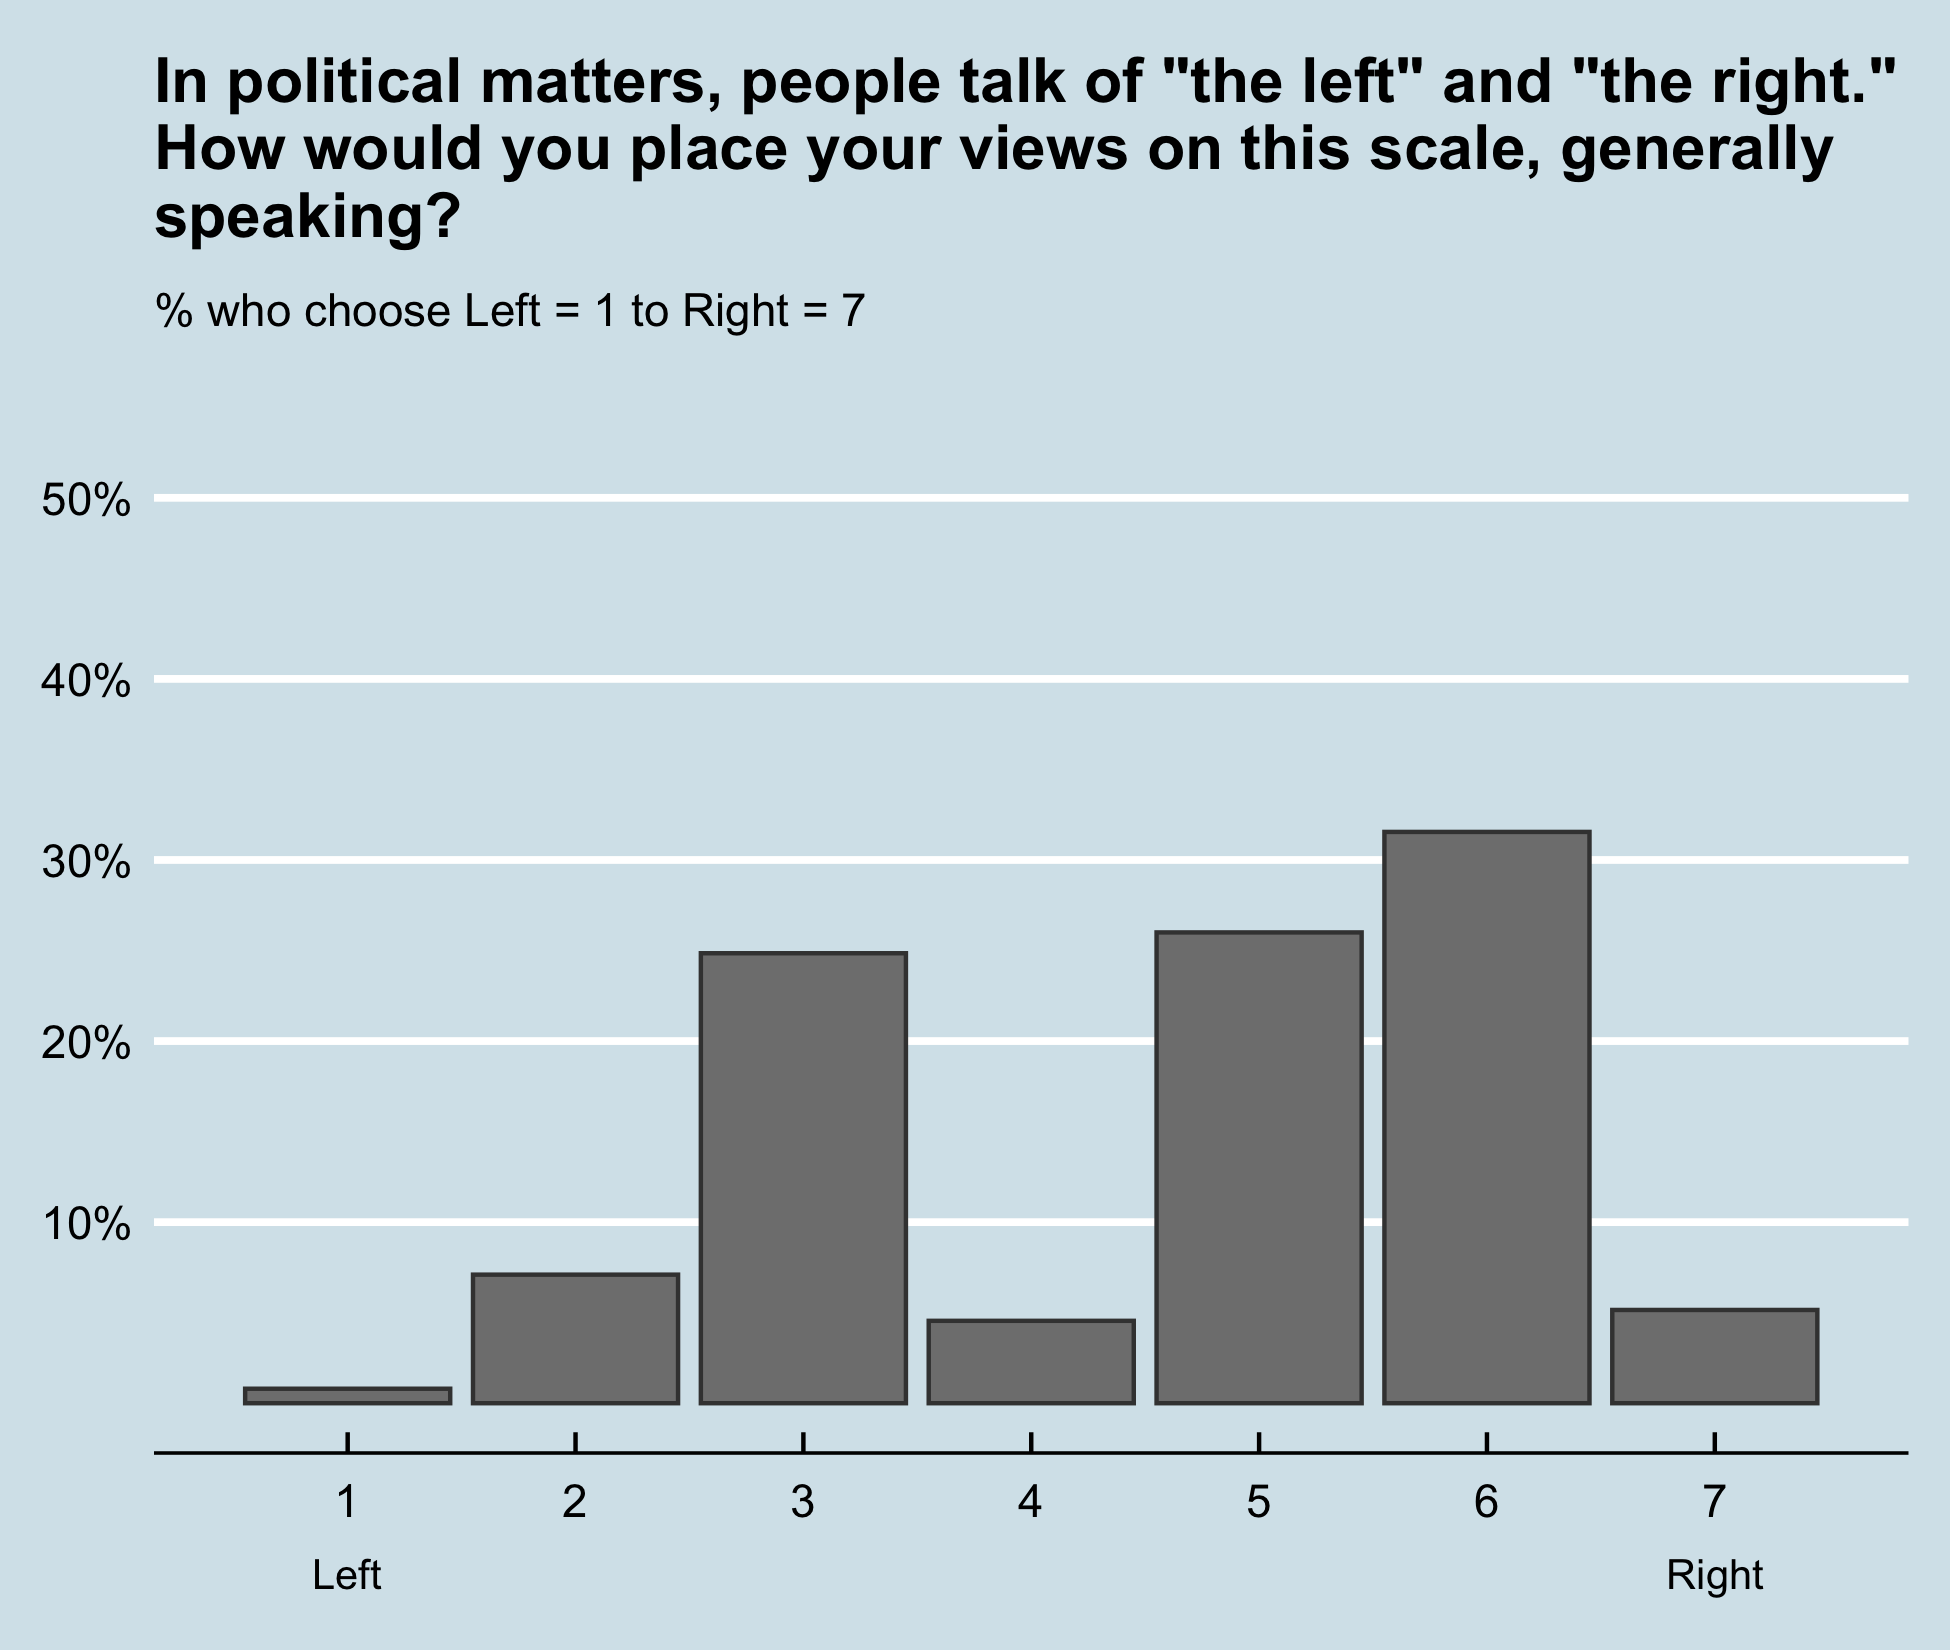 In political matters, people talk of "the left" and "the right."
How would you place your views on this scale, generally
speaking?
% who choose Left = 1 to Right = 7
50%
40%
30%
20%
10%
1 2 3 4 5 6 7
Left Right